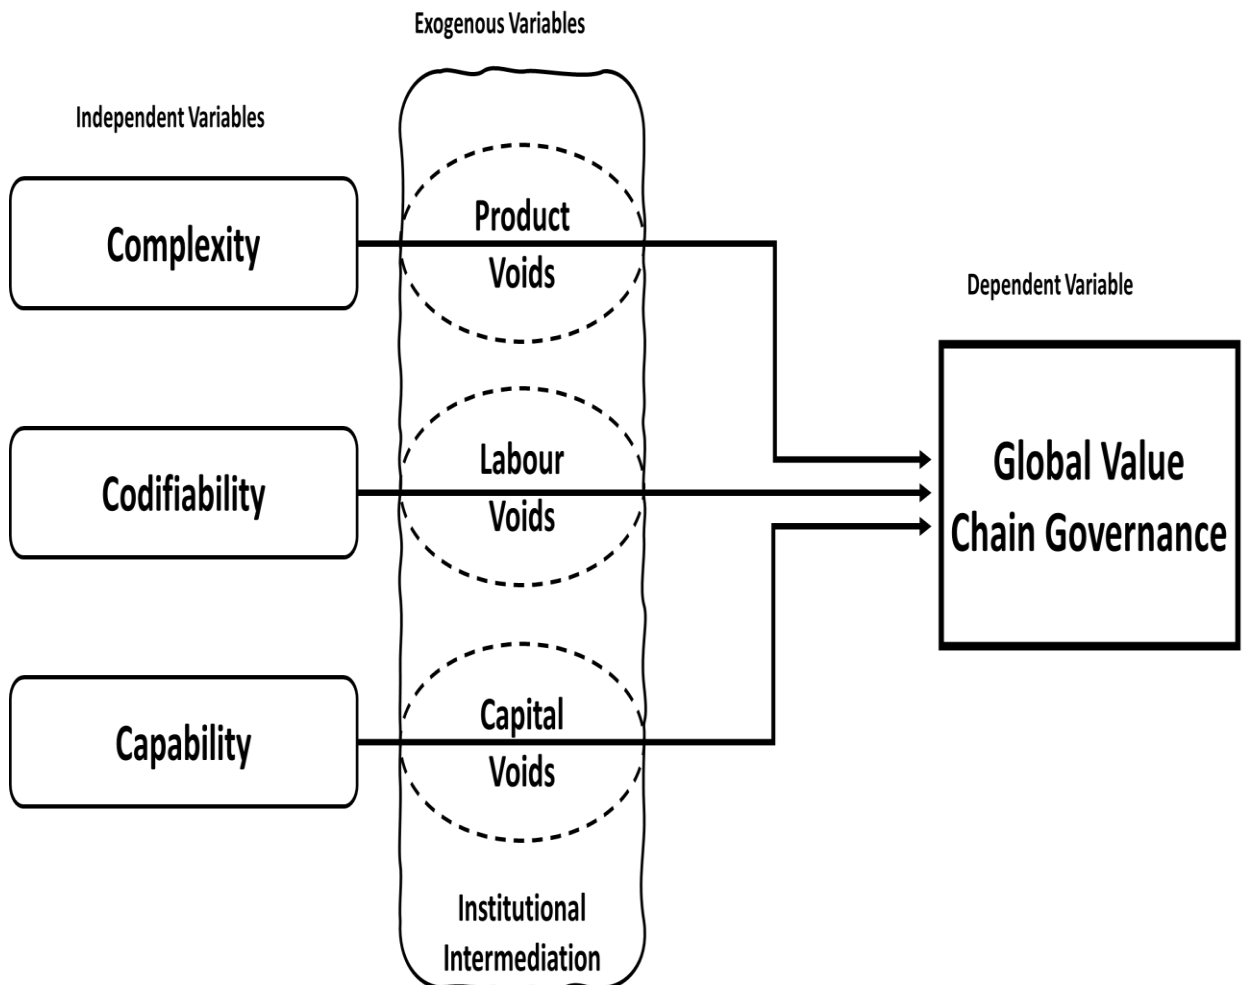 Exogenous Variables
Independent Variables
Complexity
Product
Voids
Dependent Variable
Codifiability
Labour
Voids
Global Value
Chain Governance
Capability
Capital
Voids
Institutional
Intermediation